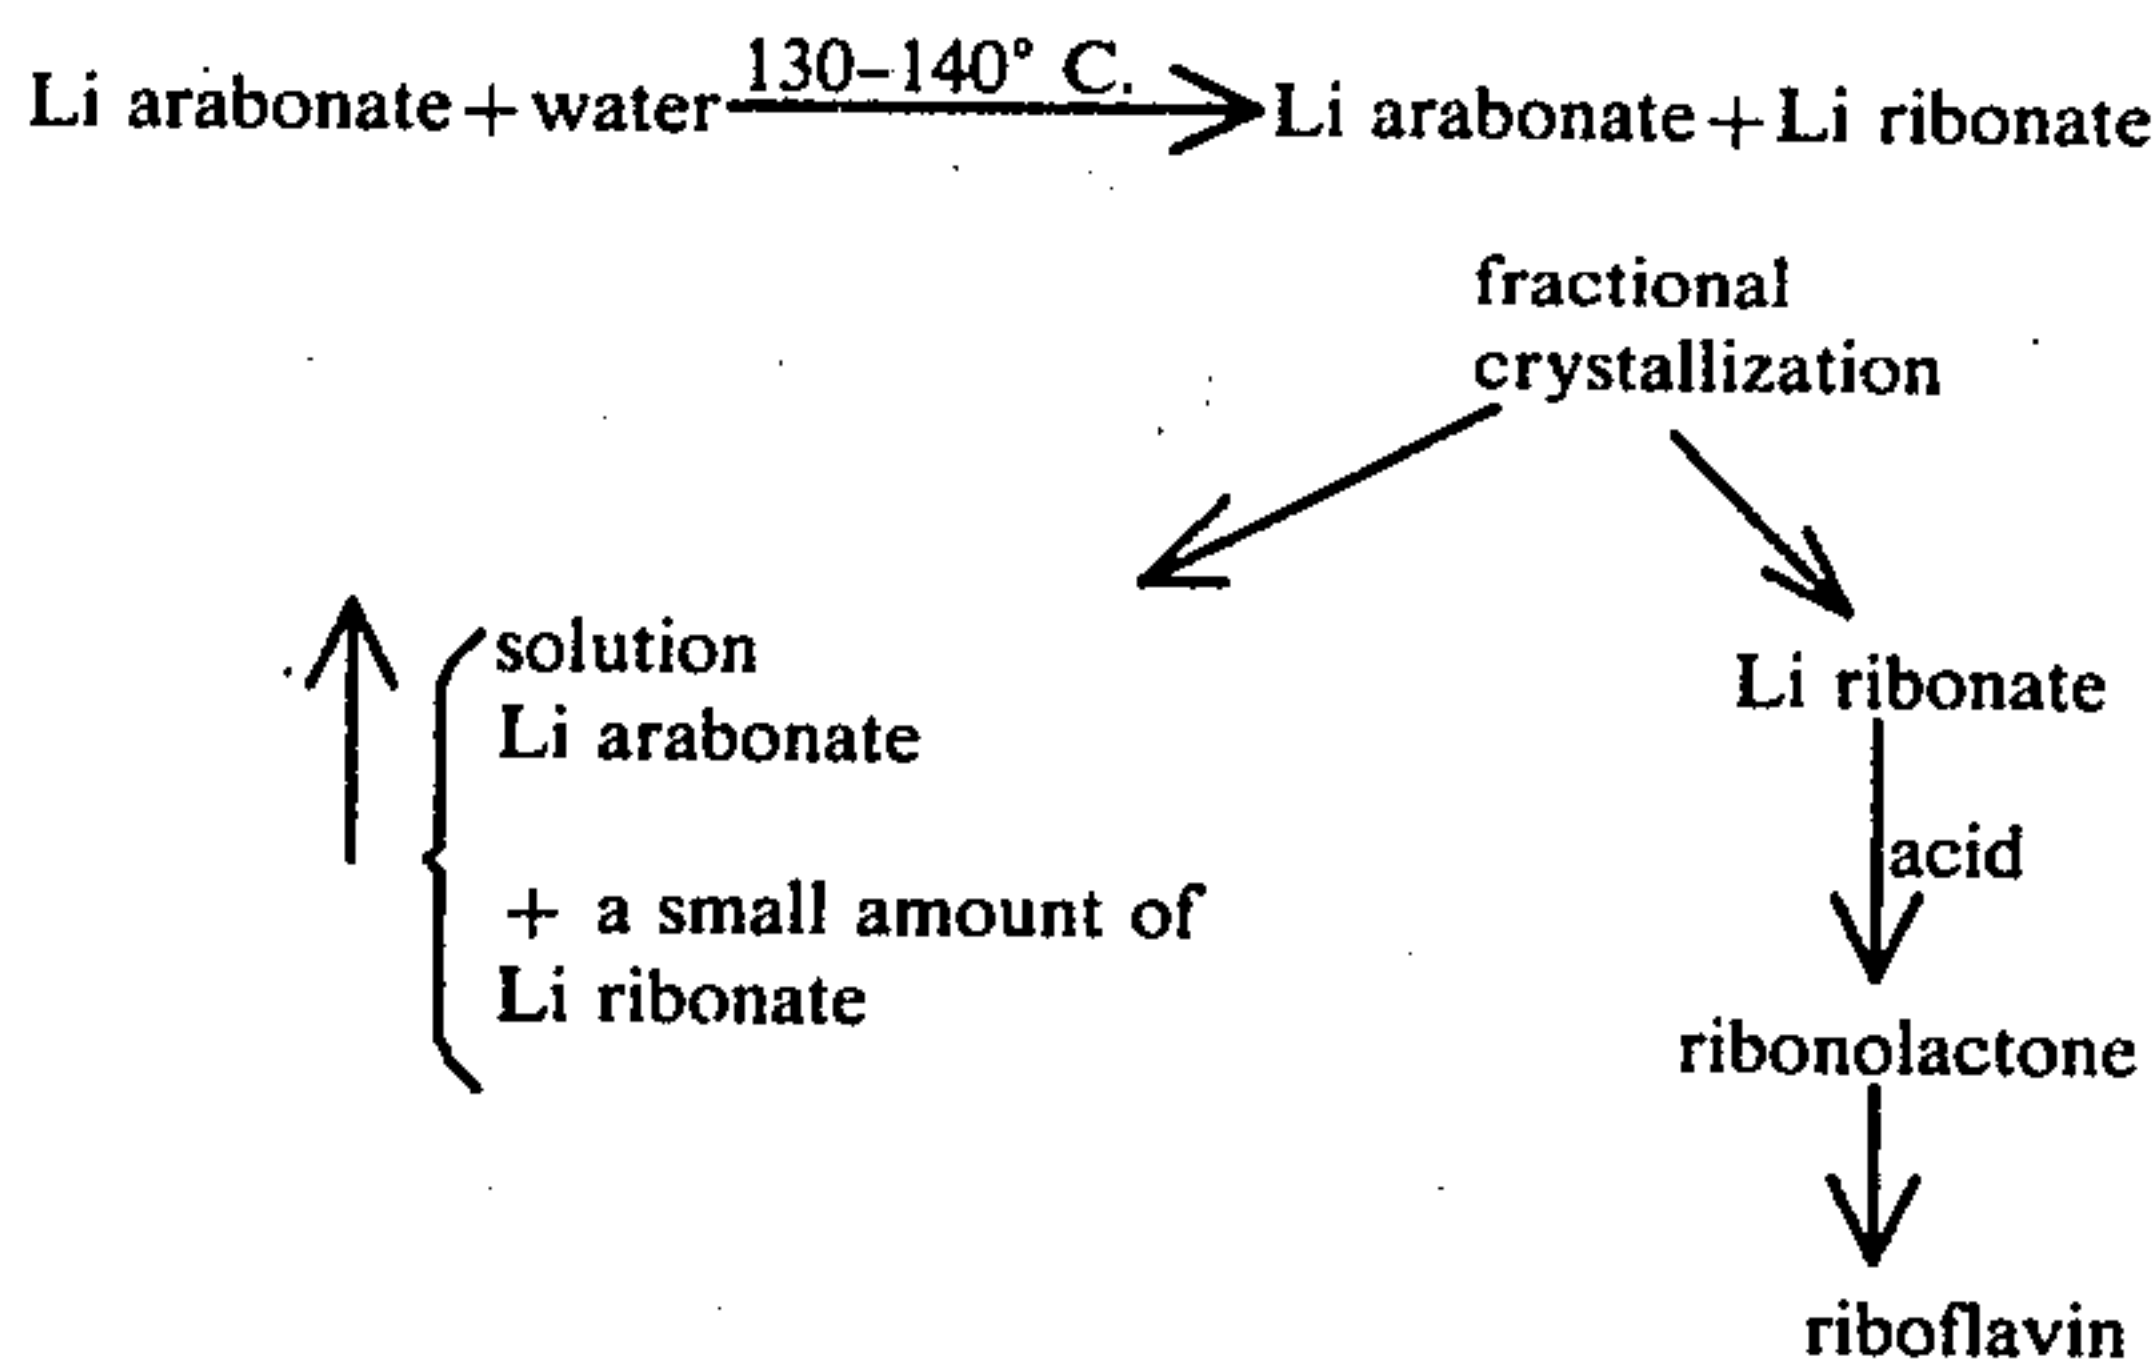 130–140° C.
Li arabonate+water Li arabonate+Li ribonate
fractional
crystallization
solution
Li arabonate
+ a small amount of
Li ribonate
Li ribonate
acid
ribonolactone
riboflavin